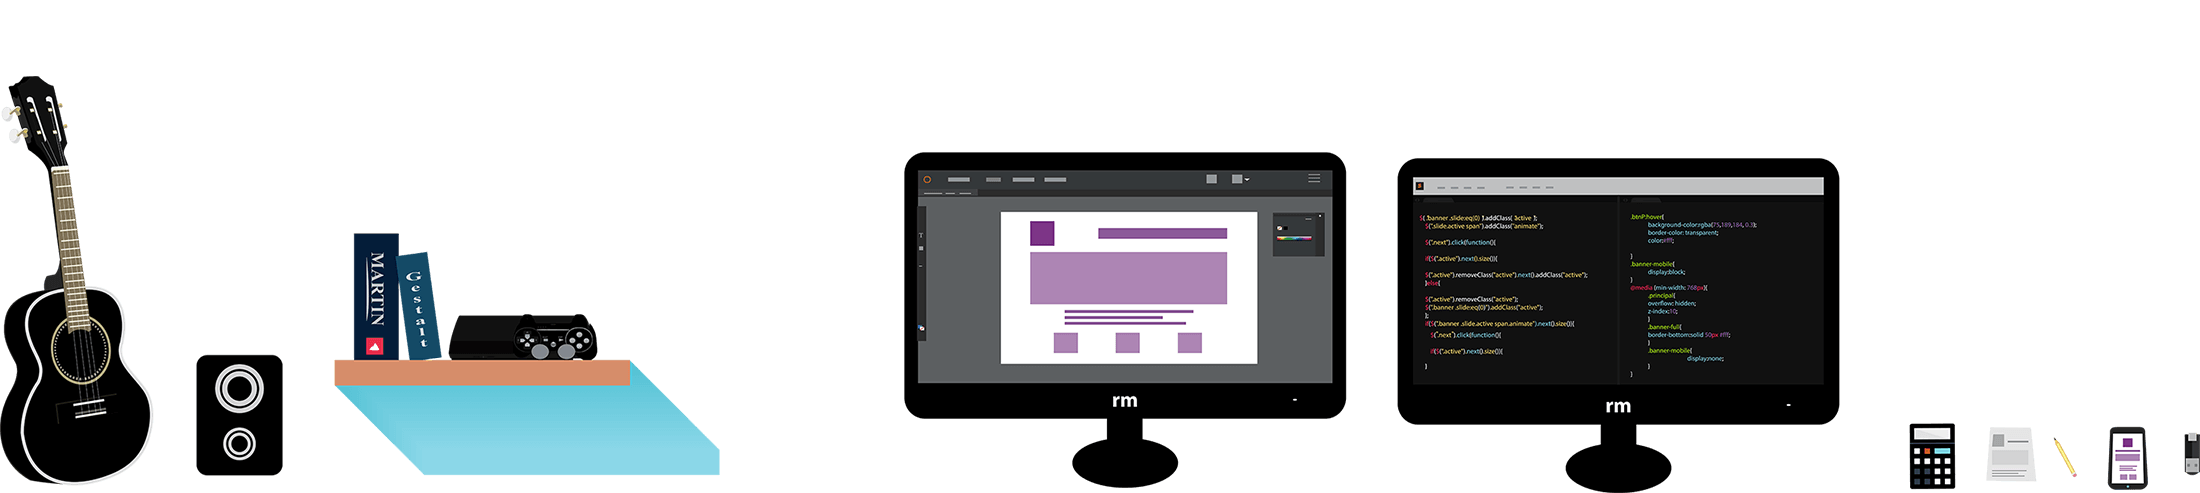 MARTIN
Gestalt
T
rm
S
$( '.banner .slide:eq(0) ').addClass( 'active');
$(".slide.active span").addClass("animate");
$(".next").click(function(){
if($(".active").next().size()){
$(".active").removeClass("active").next().addClass("active");
}else{
$(".active").removeClass("active");
$(".banner .slide:eq(0)").addClass("active");
};
if($(".banner .slide.active span.animate").next().size()){
$(".next").click(function(){
if($(".active").next().size()){
}
.btnP:hover{
background-color:rgba(75,189,184, 0.3);
border-color: transparent;
color:#fff;
}
.banner-mobile{
display:block;
}
@media (min-width: 768px){
.principal{
overflow: hidden;
z-index:10;
}
.banner-full{
border-bottom:solid 50px #fff;
}
.banner-mobile{
display:none;
}
}
rm